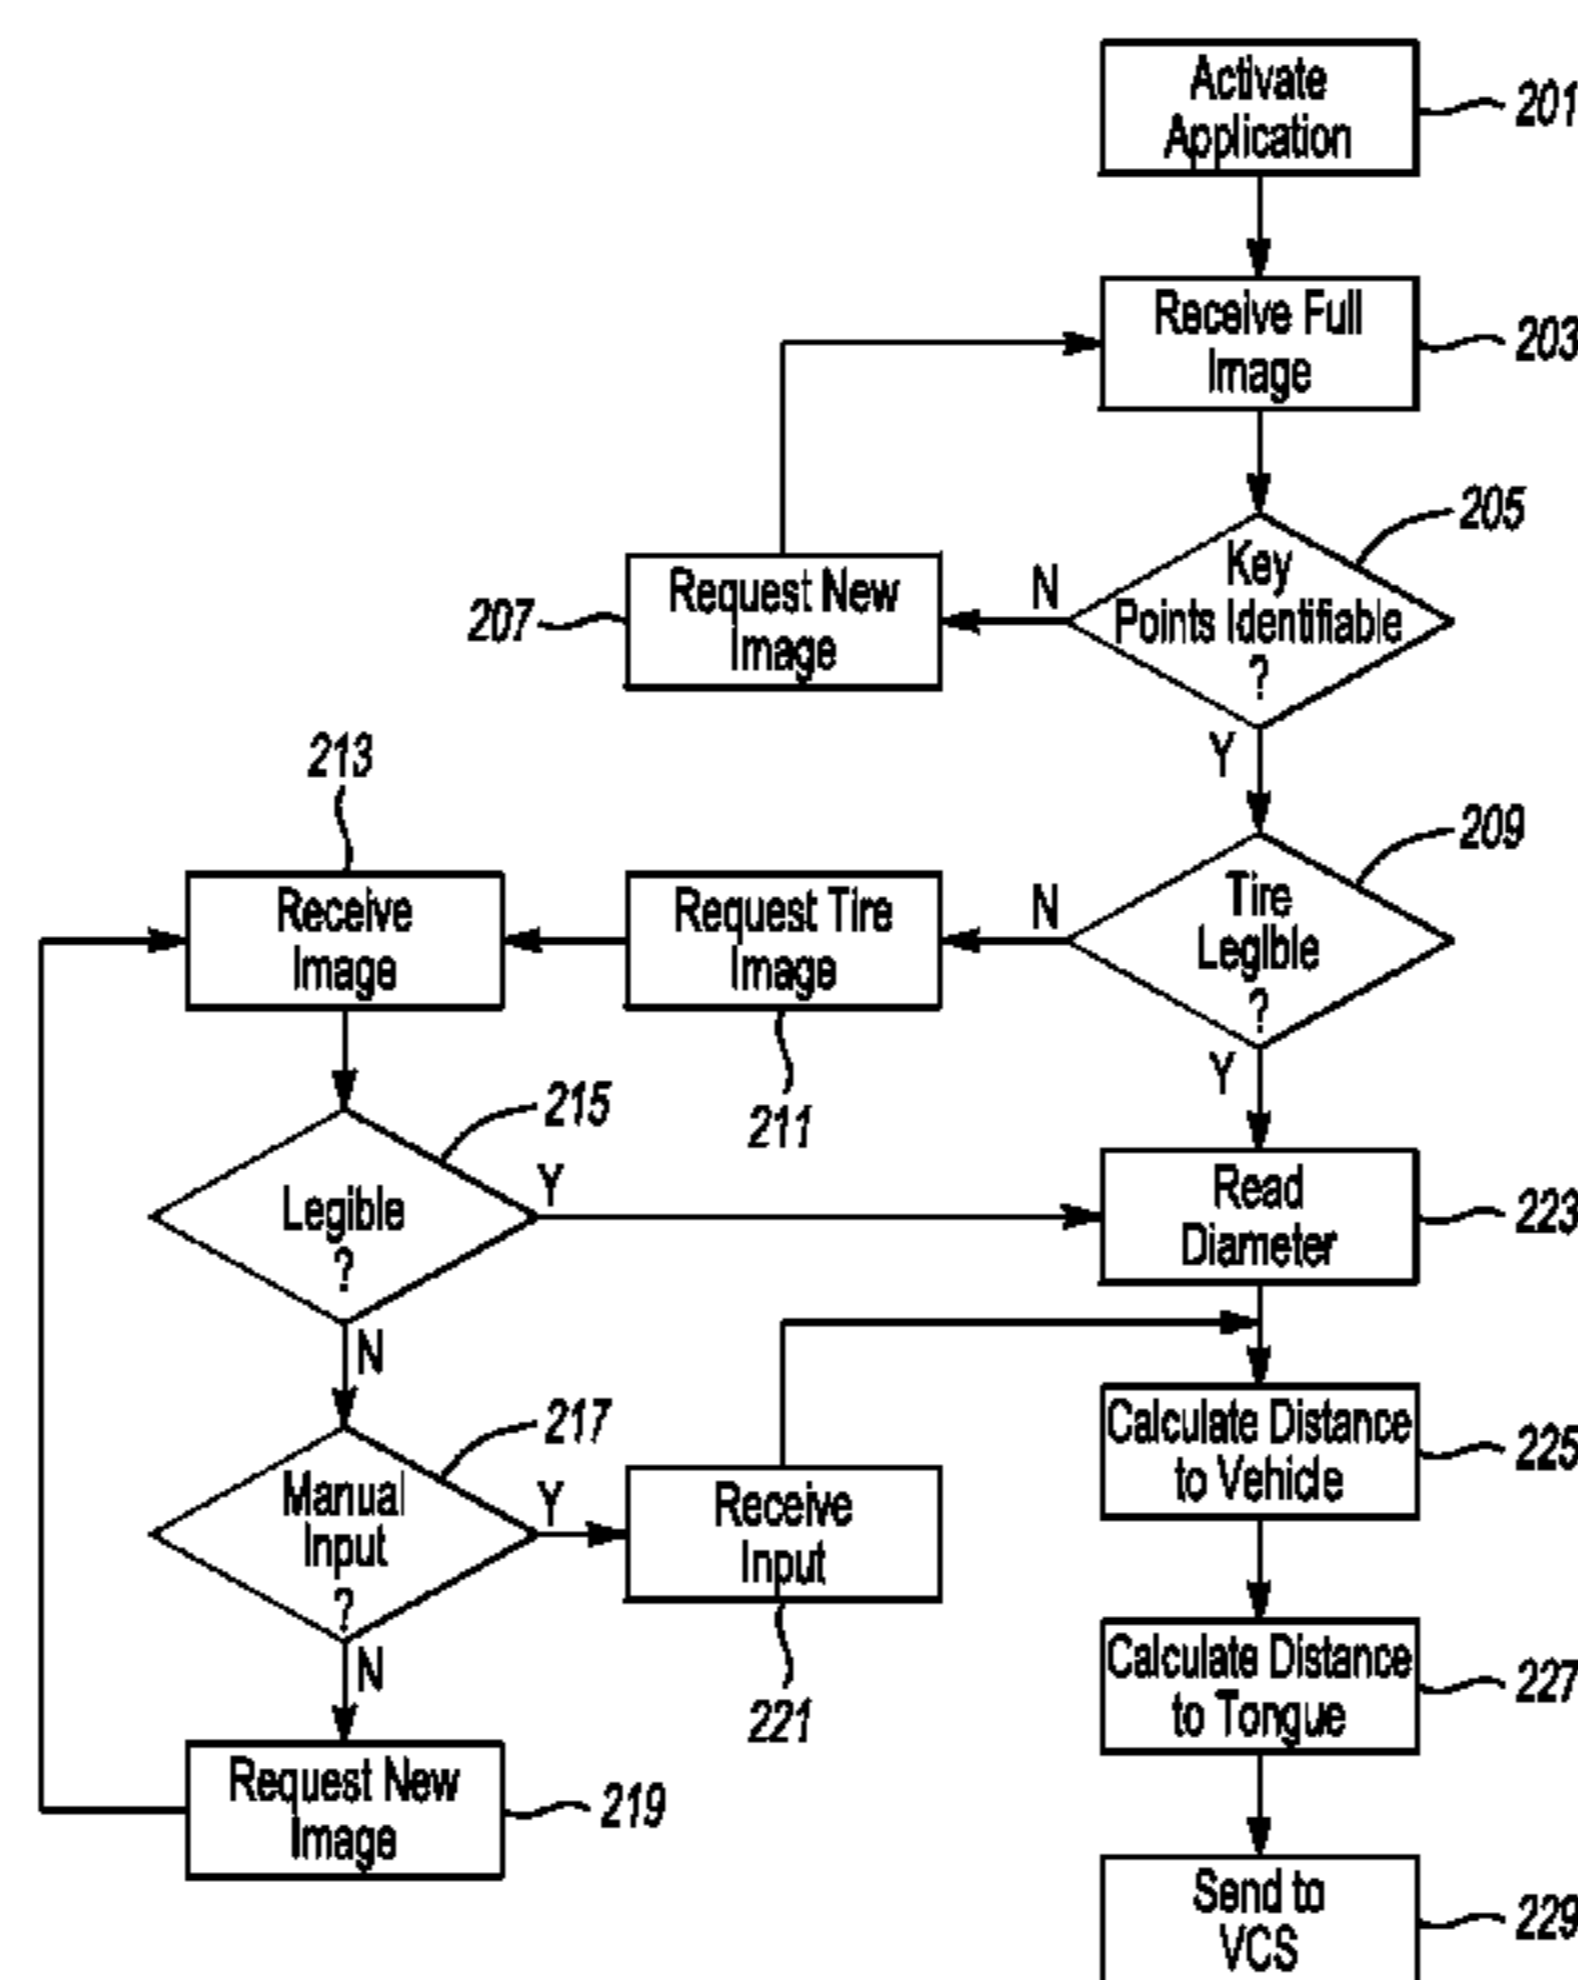 Activate
Application
201
Receive Full
Image
203
Key
Points Identifiable
?
205
N
Request New
Image
207
Y
Tire
Legible
?
209
N
Request Tire
Image
211
Receive
Image
213
Y
Legible
?
215
Y
Read
Diameter
223
N
Manual
Input
?
217
Y
Receive
Input
221
Calculate Distance
to Vehicle
225
N
Request New
Image
219
Calculate Distance
to Tongue
227
Send to
VCS
229